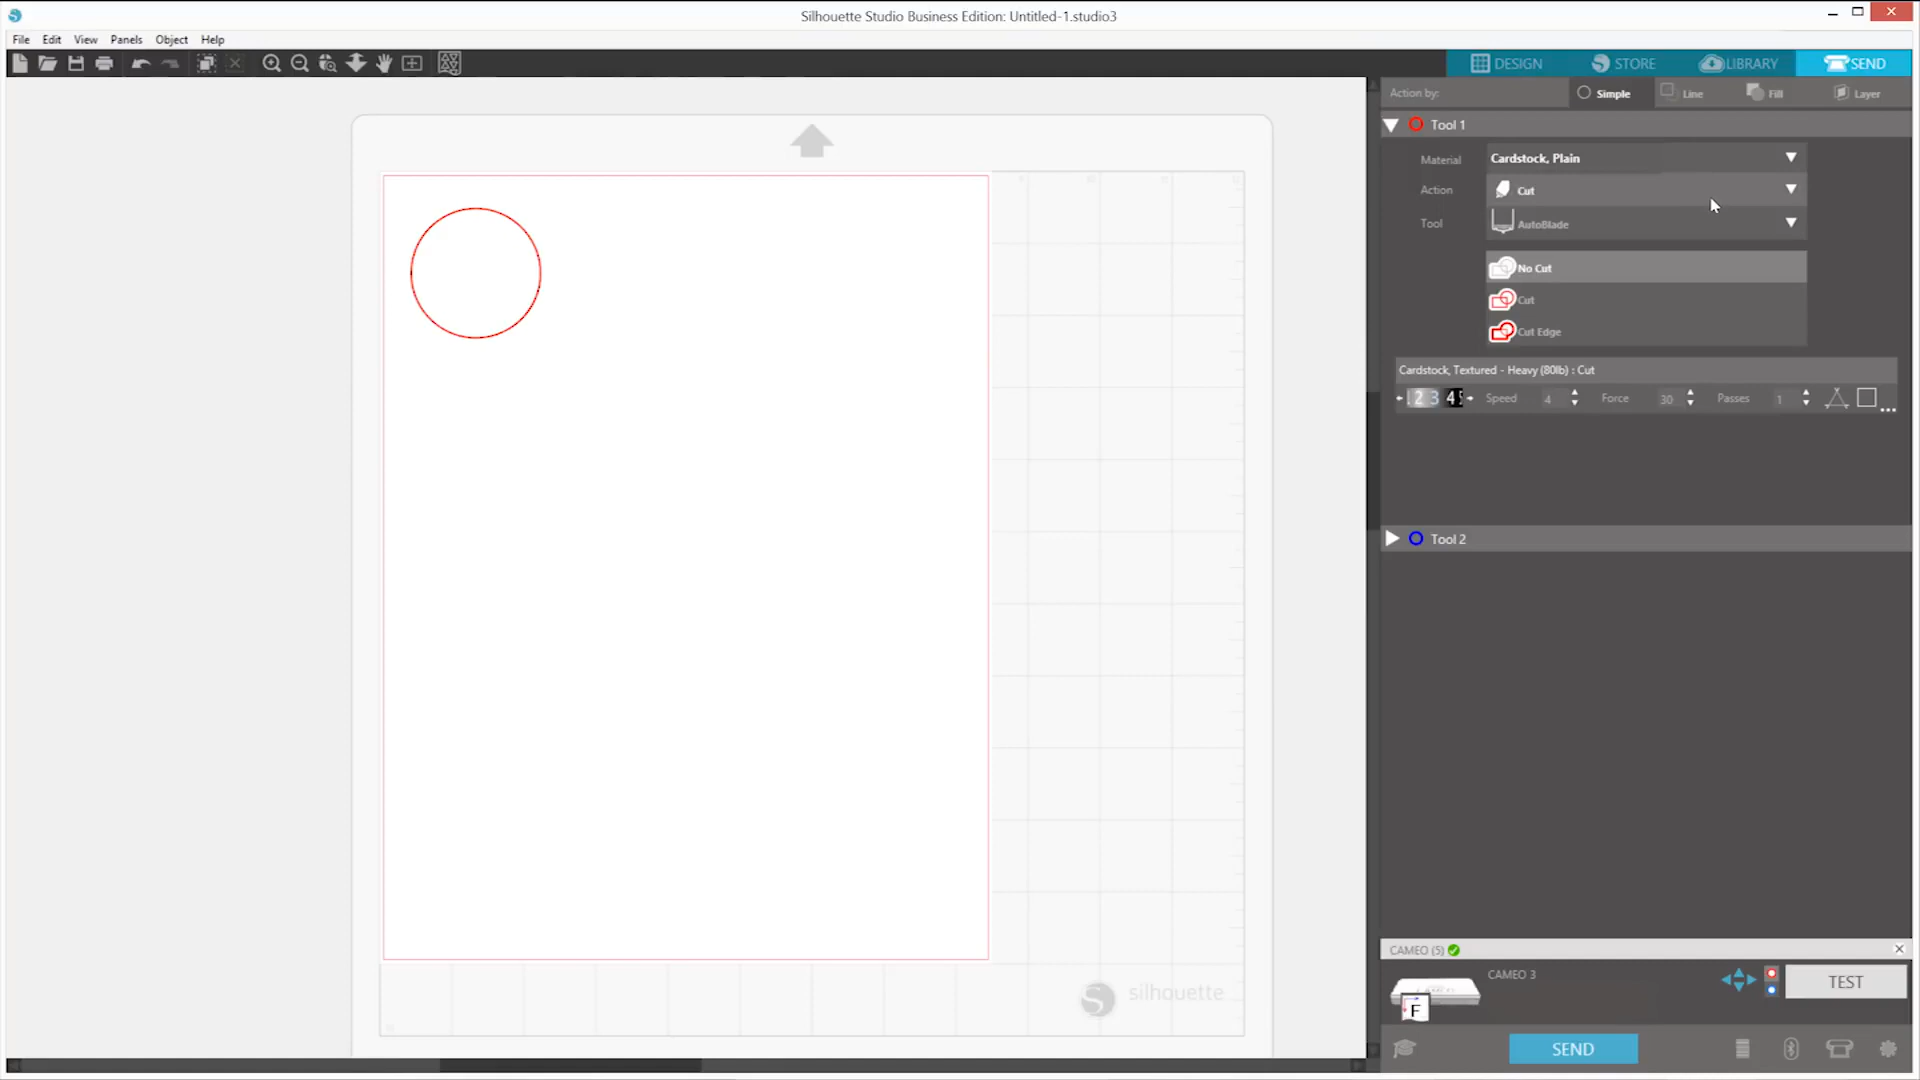 Silhouette Studio Business Edition: Untitled-1.studio3
File Edit View Panels Object Help
DESIGN STORE LIBRARY SEND
Action by: Simple Line Fill Layer
Tool 1
Material Cardstock, Plain
Action Cut
Tool AutoBlade
No Cut
Cut
Cut Edge
Cardstock, Textured - Heavy (80lb) : Cut
2 3 4 Speed 4 Force 30 Passes 1
Tool 2
CAMEO (5)
CAMEO 3
TEST
F
silhouette
SEND